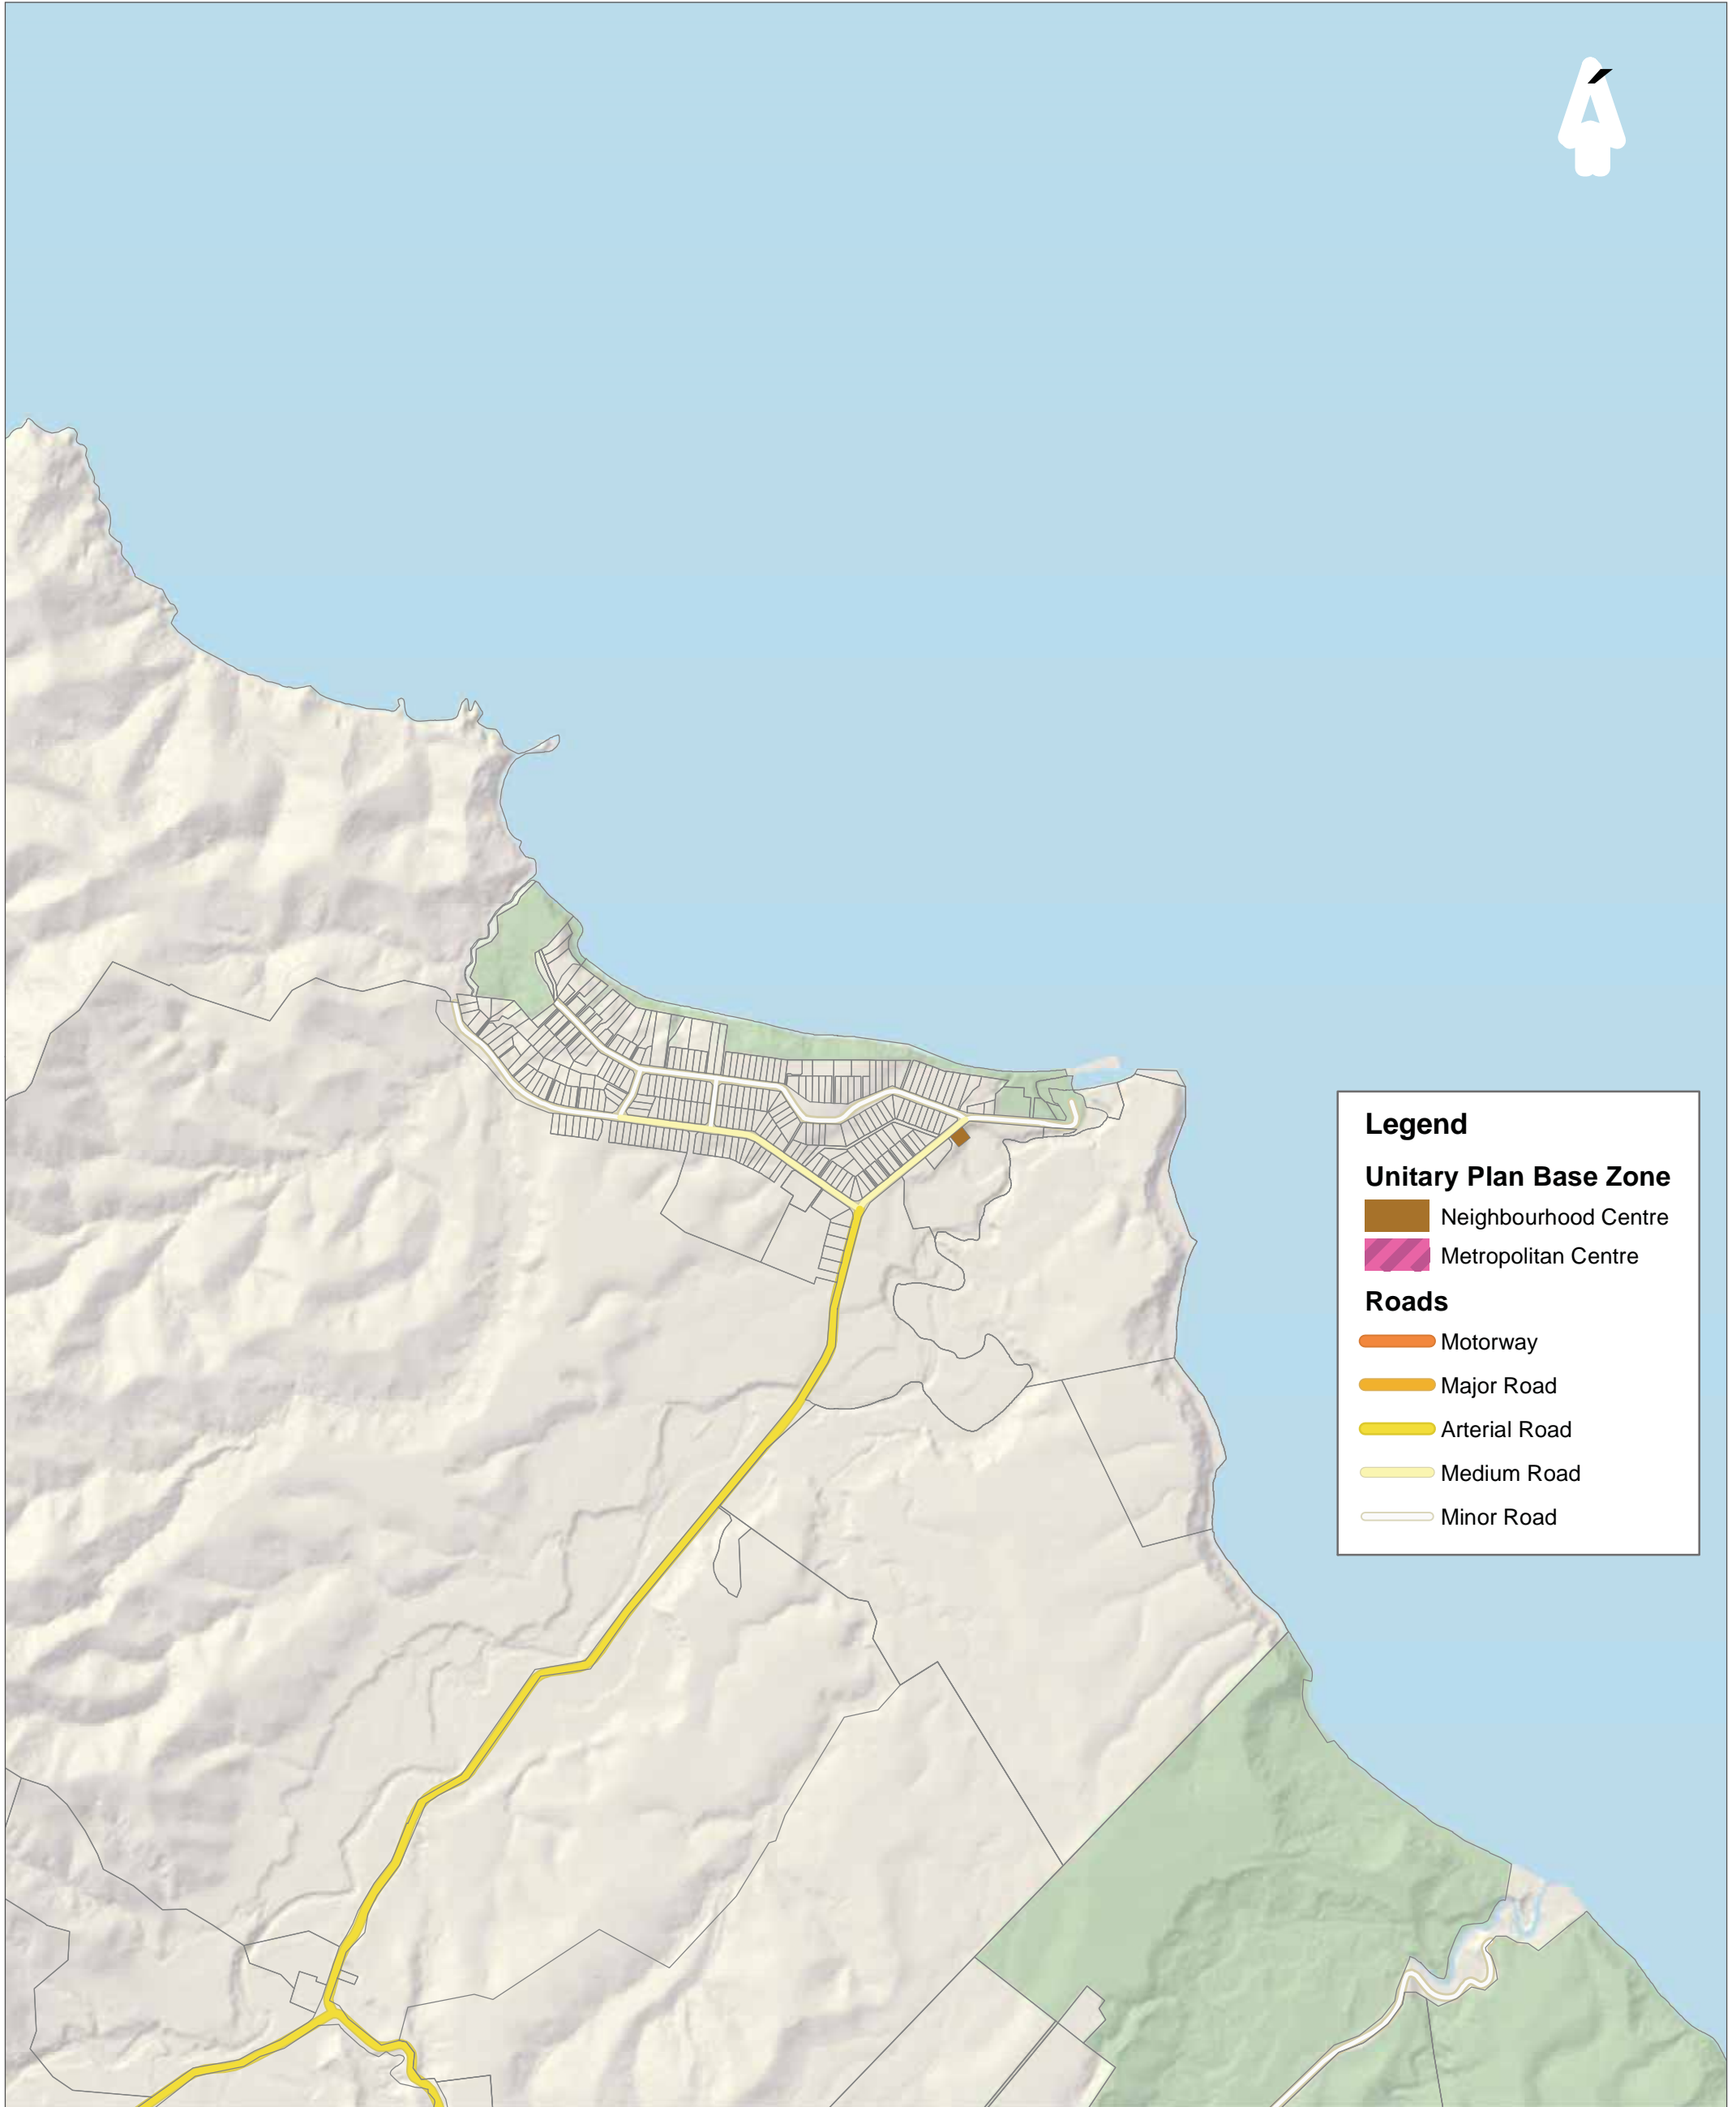 Legend
Unitary Plan Base Zone
Neighbourhood Centre
Metropolitan Centre
Roads
Motorway
Major Road
Arterial Road
Medium Road
Minor Road